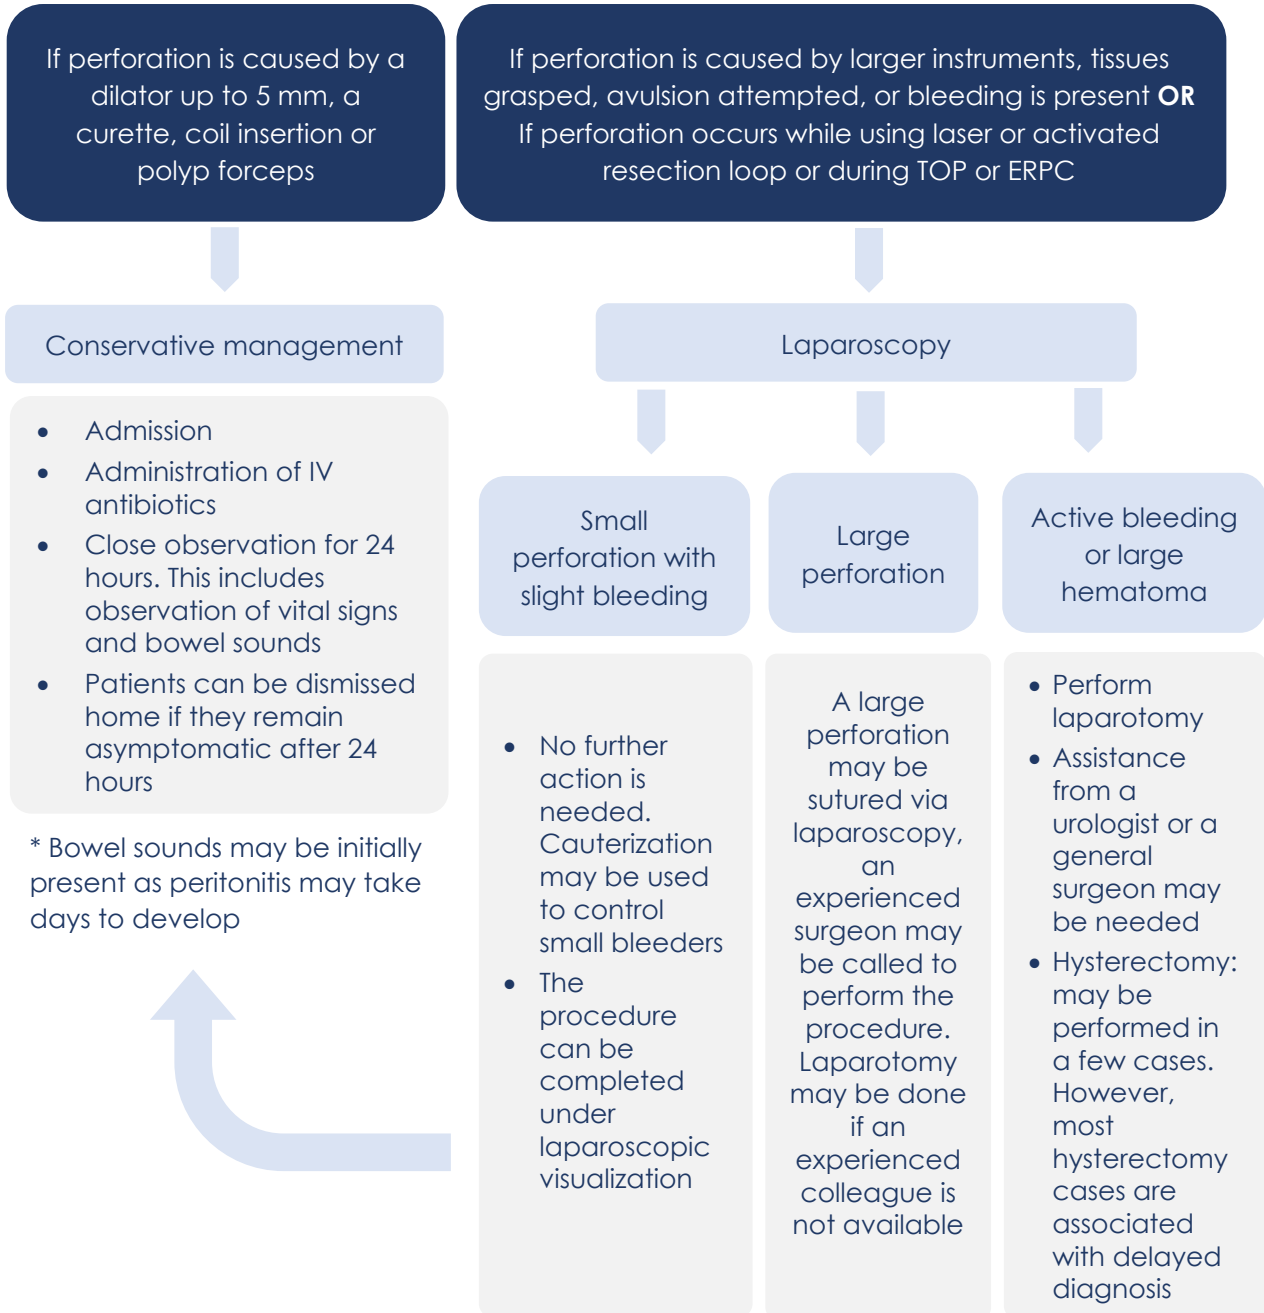 If perforation is caused by a
dilator up to 5 mm, a
curette, coil insertion or
polyp forceps
If perforation is caused by larger instruments, tissues
grasped, avulsion attempted, or bleeding is present OR
If perforation occurs while using laser or activated
resection loop or during TOP or ERPC
Conservative management
• Admission
• Administration of IV
antibiotics
• Close observation for 24
hours. This includes
observation of vital signs
and bowel sounds
• Patients can be dismissed
home if they remain
asymptomatic after 24
hours
* Bowel sounds may be initially
present as peritonitis may take
days to develop
Laparoscopy
Small
perforation with
slight bleeding
• No further
action is
needed.
Cauterization
may be used
to control
small bleeders
• The
procedure
can be
completed
under
laparoscopic
visualization
Large
perforation
A large
perforation
may be
sutured via
laparoscopy,
an
experienced
surgeon may
be called to
perform the
procedure.
Laparotomy
may be done
if an
experienced
colleague is
not available
Active bleeding
or large
hematoma
• Perform
laparotomy
• Assistance
from a
urologist or a
general
surgeon may
be needed
• Hysterectomy:
may be
performed in
a few cases.
However,
most
hysterectomy
cases are
associated
with delayed
diagnosis